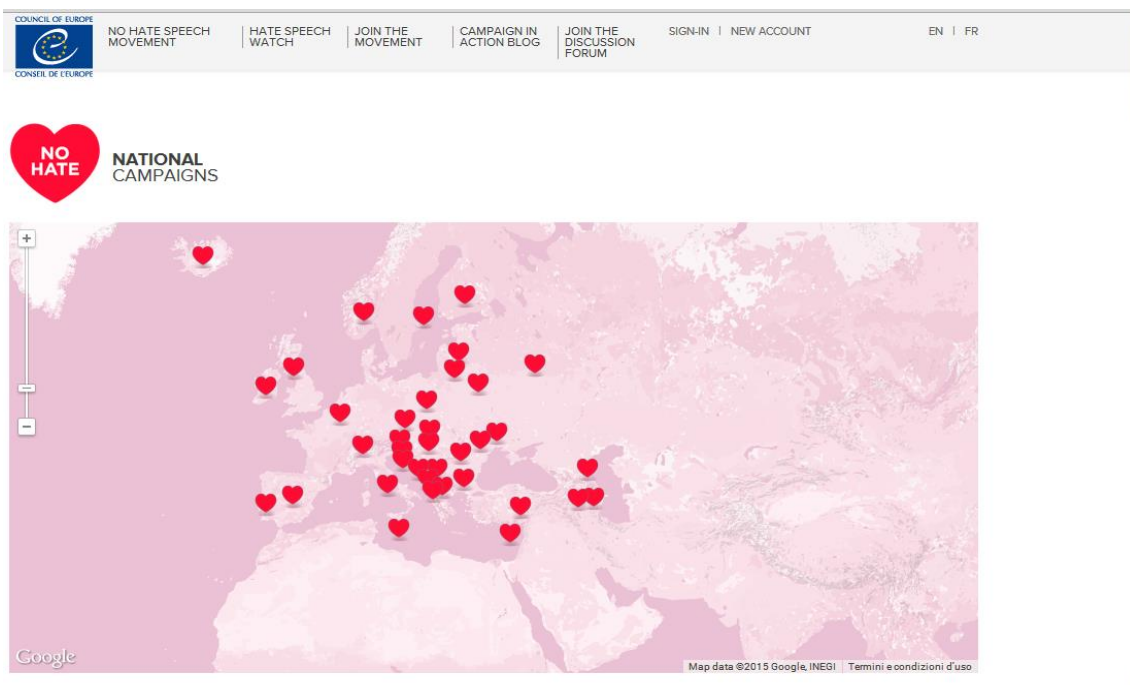 COUNCIL OF EUROPE
CONSEIL DE L'EUROPE
NO HATE SPEECH
MOVEMENT
HATE SPEECH
WATCH
JOIN THE
MOVEMENT
CAMPAIGN IN
ACTION BLOG
JOIN THE
DISCUSSION
FORUM
SIGN-IN | NEW ACCOUNT
EN | FR
NO
HATE
NATIONAL
CAMPAIGNS
Google
Map data ©2015 Google, INEGI Termini e condizioni d'uso